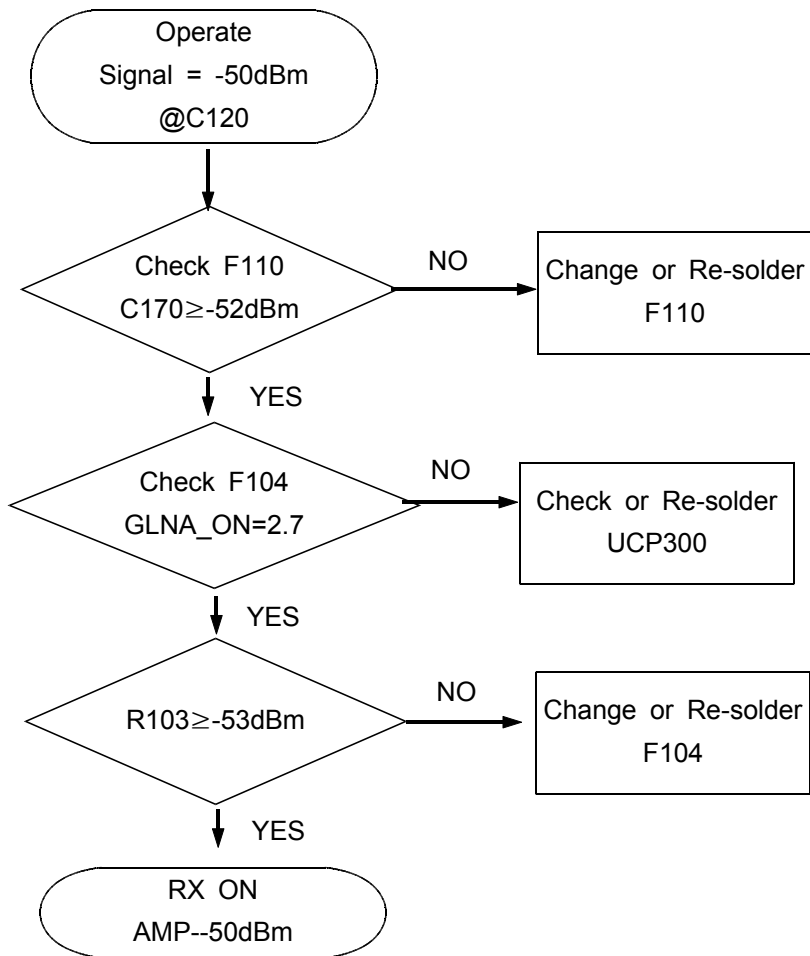 Operate
Signal = -50dBm
@C120
Check F110
C170≥-52dBm
NO
Change or Re-solder
F110
YES
Check F104
GLNA_ON=2.7
NO
Check or Re-solder
UCP300
YES
R103≥-53dBm
NO
Change or Re-solder
F104
YES
RX ON
AMP--50dBm